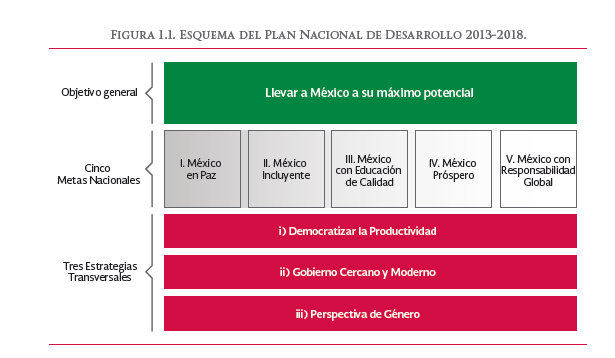 Figura 1.1. Esquema del Plan Nacional de Desarrollo 2013-2018.
Objetivo general
Llevar a México a su máximo potencial
Cinco
Metas Nacionales
I. México
en Paz
II. México
Incluyente
III. México
con Educación
de Calidad
IV. México
Próspero
V. México con
Responsabilidad
Global
Tres Estrategias
Transversales
i) Democratizar la Productividad
ii) Gobierno Cercano y Moderno
iii) Perspectiva de Género